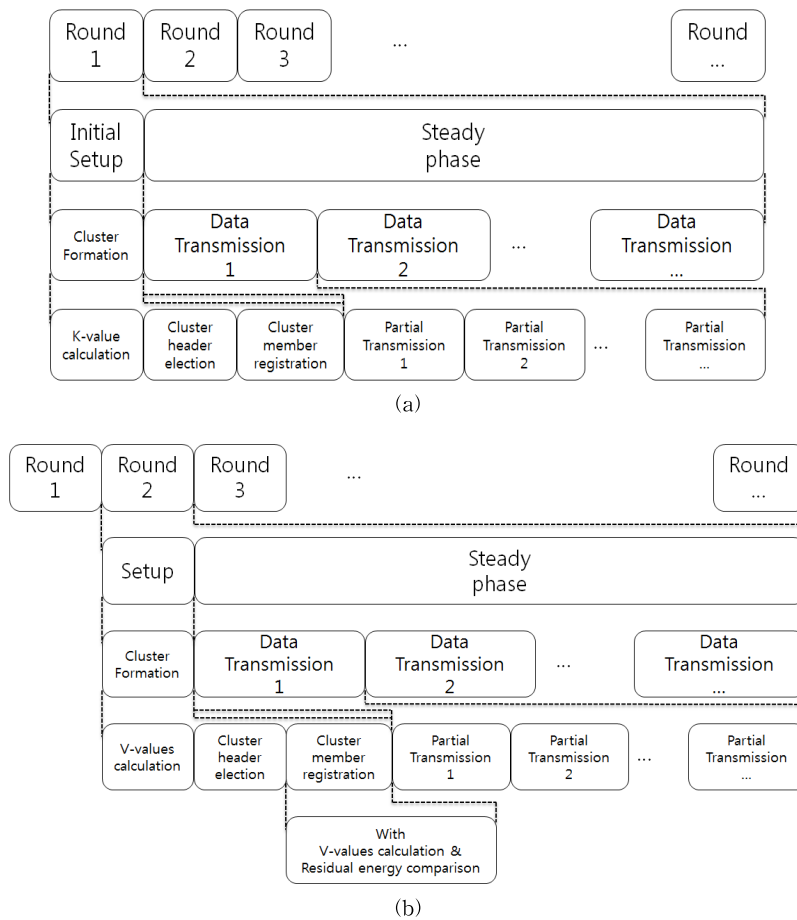 Round
1
Round
2
Round
3
...
Round
...
Initial
Setup
Steady
phase
Cluster
Formation
Data
Transmission
1
Data
Transmission
2
...
Data
Transmission
...
K-value
calculation
Cluster
header
election
Cluster
member
registration
Partial
Transmission
1
Partial
Transmission
2
...
Partial
Transmission
...
(a)
Round
1
Round
2
Round
3
...
Round
...
Setup
Steady
phase
Cluster
Formation
Data
Transmission
1
Data
Transmission
2
...
Data
Transmission
...
V-values
calculation
Cluster
header
election
Cluster
member
registration
Partial
Transmission
1
Partial
Transmission
2
...
Partial
Transmission
...
With
V-values calculation &
Residual energy comparison
(b)